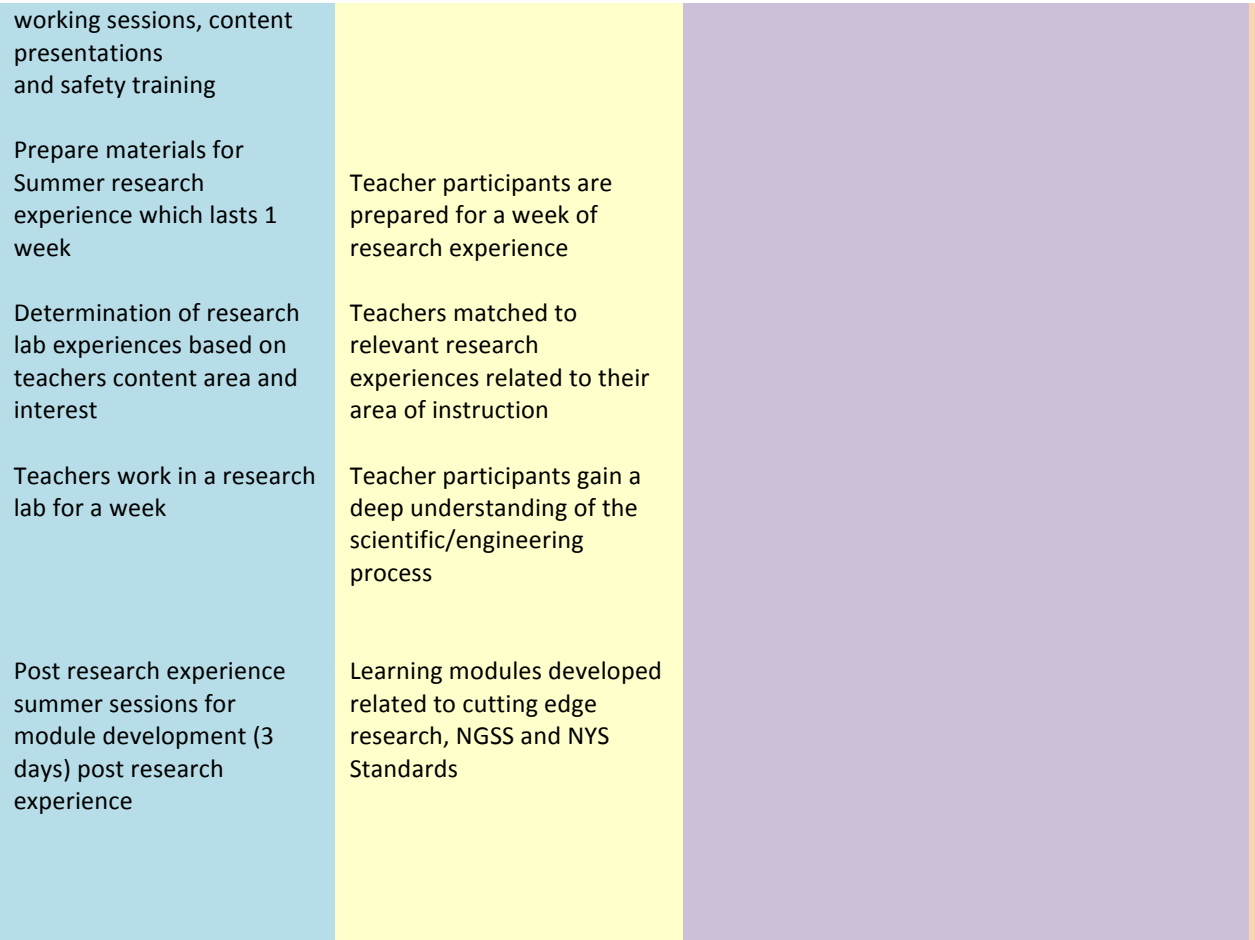 working sessions, content
presentations
and safety training
Prepare materials for
Summer research
experience which lasts 1
week
Teacher participants are
prepared for a week of
research experience
Determination of research
lab experiences based on
teachers content area and
interest
Teachers matched to
relevant research
experiences related to their
area of instruction
Teachers work in a research
lab for a week
Teacher participants gain a
deep understanding of the
scientific/engineering
process
Post research experience
summer sessions for
module development (3
days) post research
experience
Learning modules developed
related to cutting edge
research, NGSS and NYS
Standards